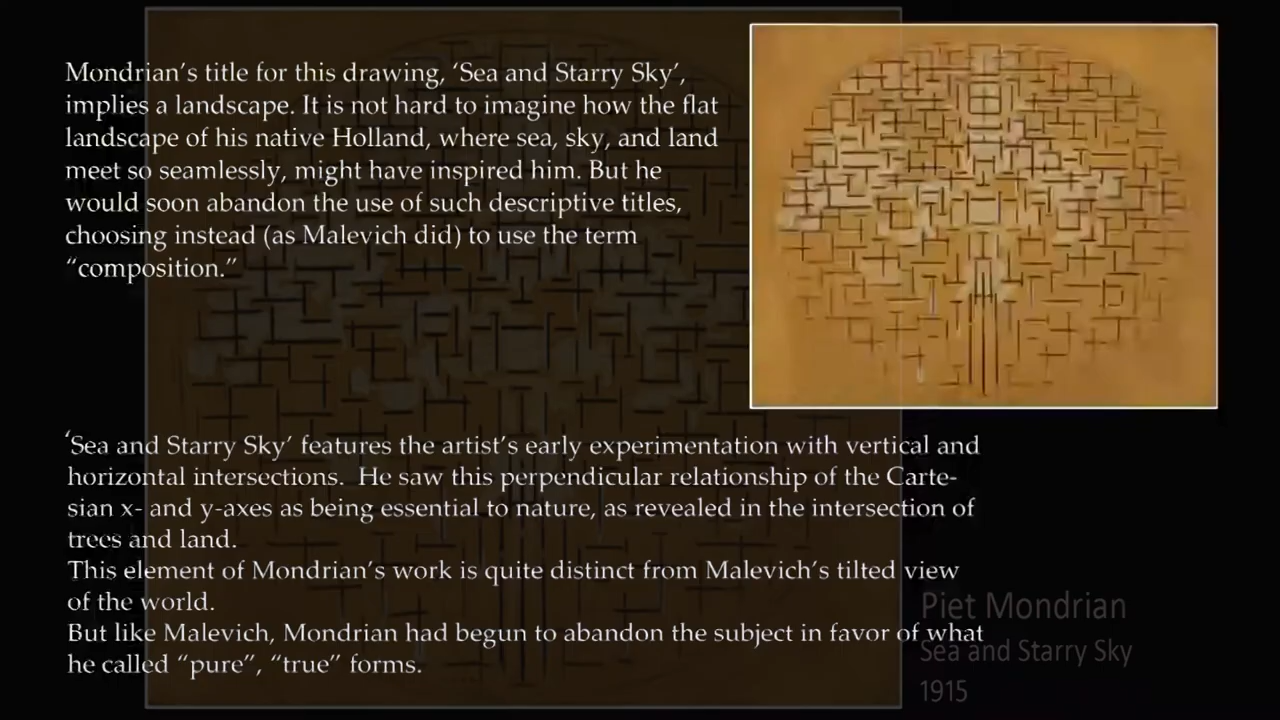 Mondrian’s title for this drawing, ‘Sea and Starry Sky’,
implies a landscape. It is not hard to imagine how the flat
landscape of his native Holland, where sea, sky, and land
meet so seamlessly, might have inspired him. But he
would soon abandon the use of such descriptive titles,
choosing instead (as Malevich did) to use the term
“composition.”
‘Sea and Starry Sky’ features the artist’s early experimentation with vertical and
horizontal intersections.  He saw this perpendicular relationship of the Carte-
sian x- and y-axes as being essential to nature, as revealed in the intersection of
trees and land.
This element of Mondrian’s work is quite distinct from Malevich’s tilted view
of the world.
But like Malevich, Mondrian had begun to abandon the subject in favor of what
he called “pure”, “true” forms.
Piet Mondrian
Sea and Starry Sky
1915